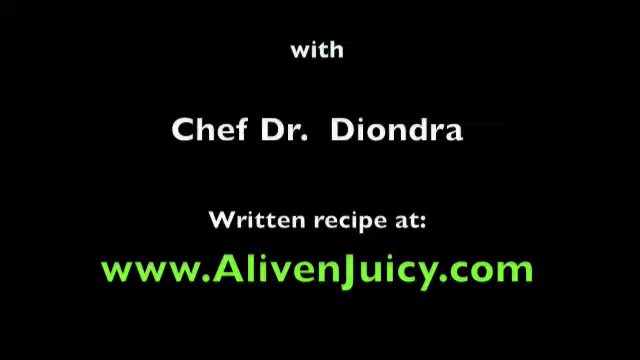 with
Chef Dr. Diondra
Written recipe at:
www.AlivenJuicy.com